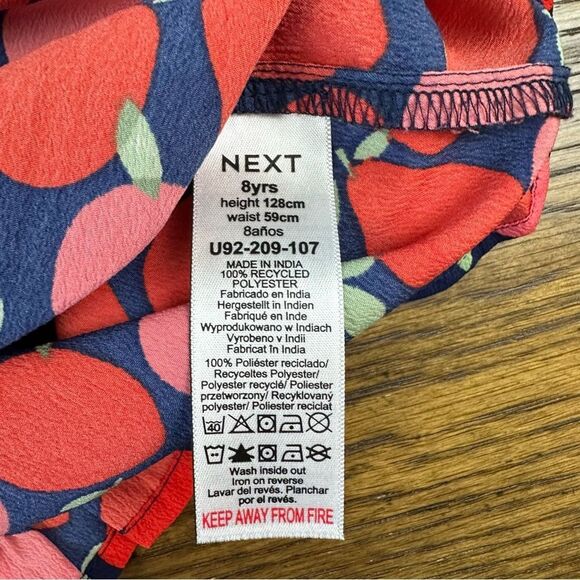 NEXT
8yrs
height 128cm
waist 59cm
8años
U92-209-107
MADE IN INDIA
100% RECYCLED
POLYESTER
Fabricado en India
Hergestellt in Indien
Fabriqué en Inde
Wyprodukowano w Indiach
Vyrobeno v Indii
Fabricat în India
100% Poliéster reciclado/
Recyceltes Polyester/
Polyester recyclé/ Poliester
przetworzony/ Recyklovaný
polyester/ Poliester reciclat
40
Wash inside out
Iron on reverse
Lavar del revés. Planchar
por el revés.
KEEP AWAY FROM FIRE